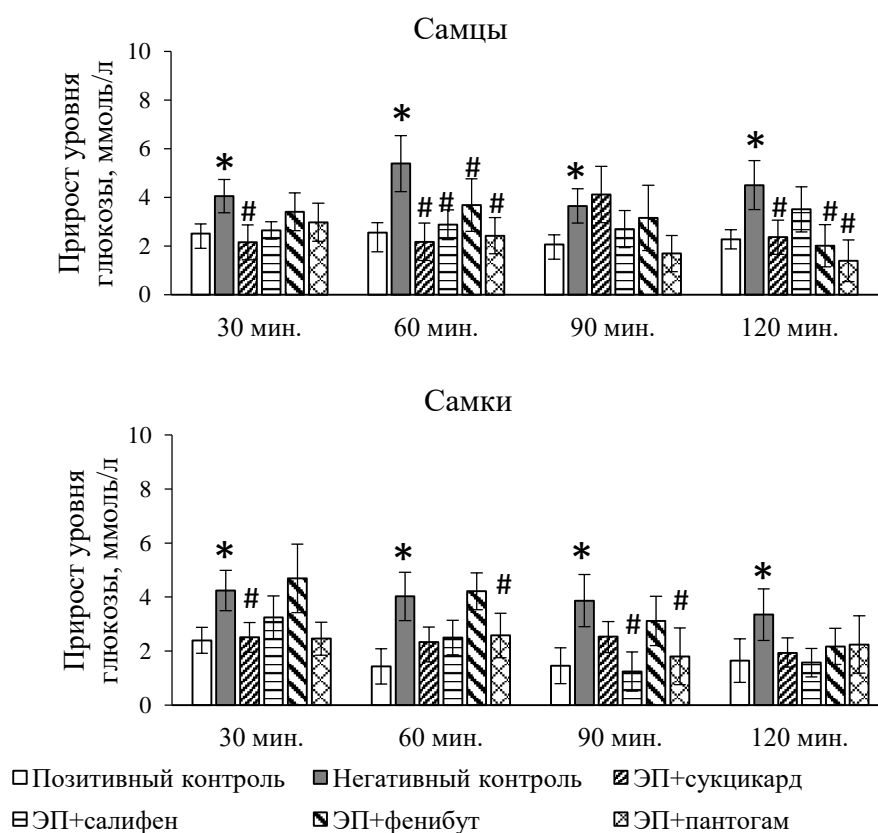 Самцы
Прирост уровня
глюкозы, ммоль/л
10
8
6
4
2
0
* # * # # # # * * # # #
30 мин. 60 мин. 90 мин. 120 мин.
Самки
Прирост уровня
глюкозы, ммоль/л
10
8
6
4
2
0
* # * # * # # *
30 мин. 60 мин. 90 мин. 120 мин.
Позитивный контроль Негативный контроль ЭП+сукцикард
ЭП+салифен ЭП+фенибут ЭП+пантогам